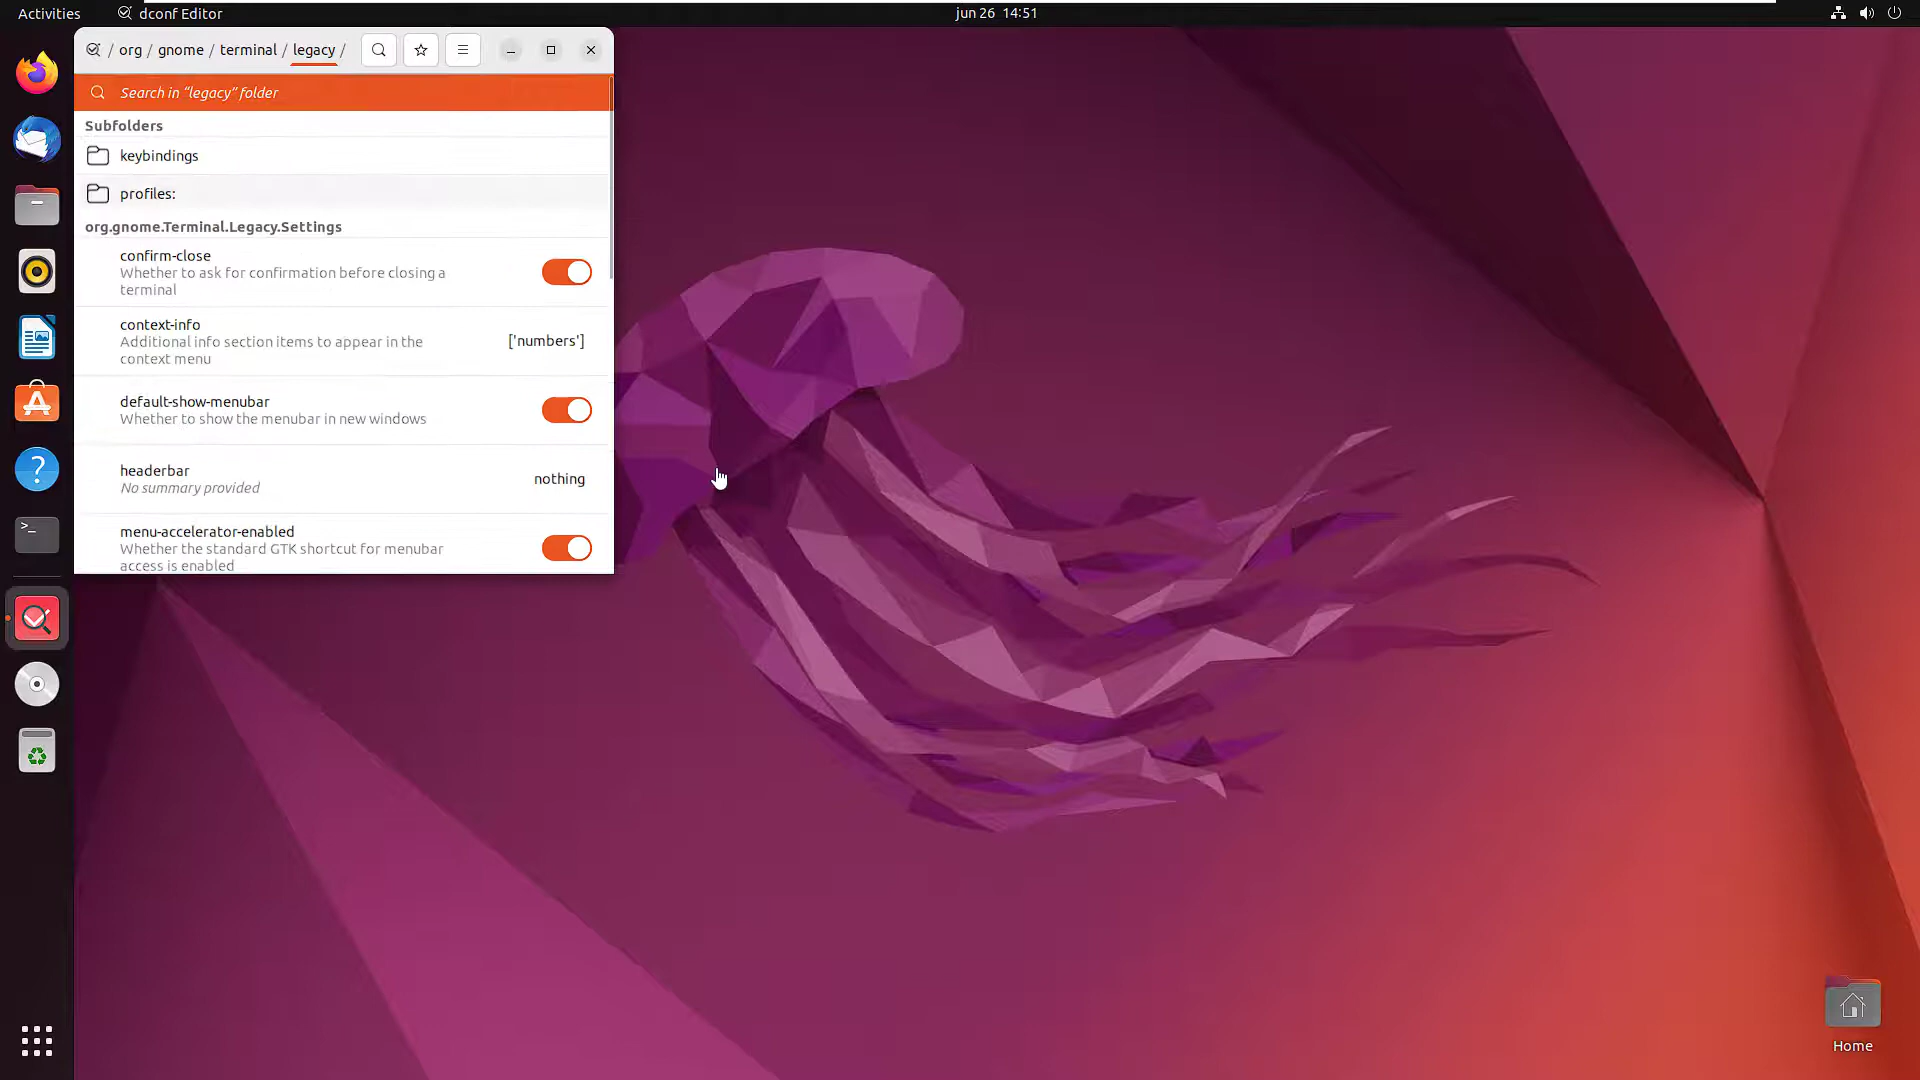 Activities
dconf Editor
jun 26 14:51
/ org / gnome / terminal / legacy /
Search in “legacy” folder
Subfolders
keybindings
profiles:
org.gnome.Terminal.Legacy.Settings
confirm-close
Whether to ask for confirmation before closing a
terminal
context-info
Additional info section items to appear in the
context menu
['numbers']
default-show-menubar
Whether to show the menubar in new windows
headerbar
No summary provided
nothing
menu-accelerator-enabled
Whether the standard GTK shortcut for menubar
access is enabled
Home